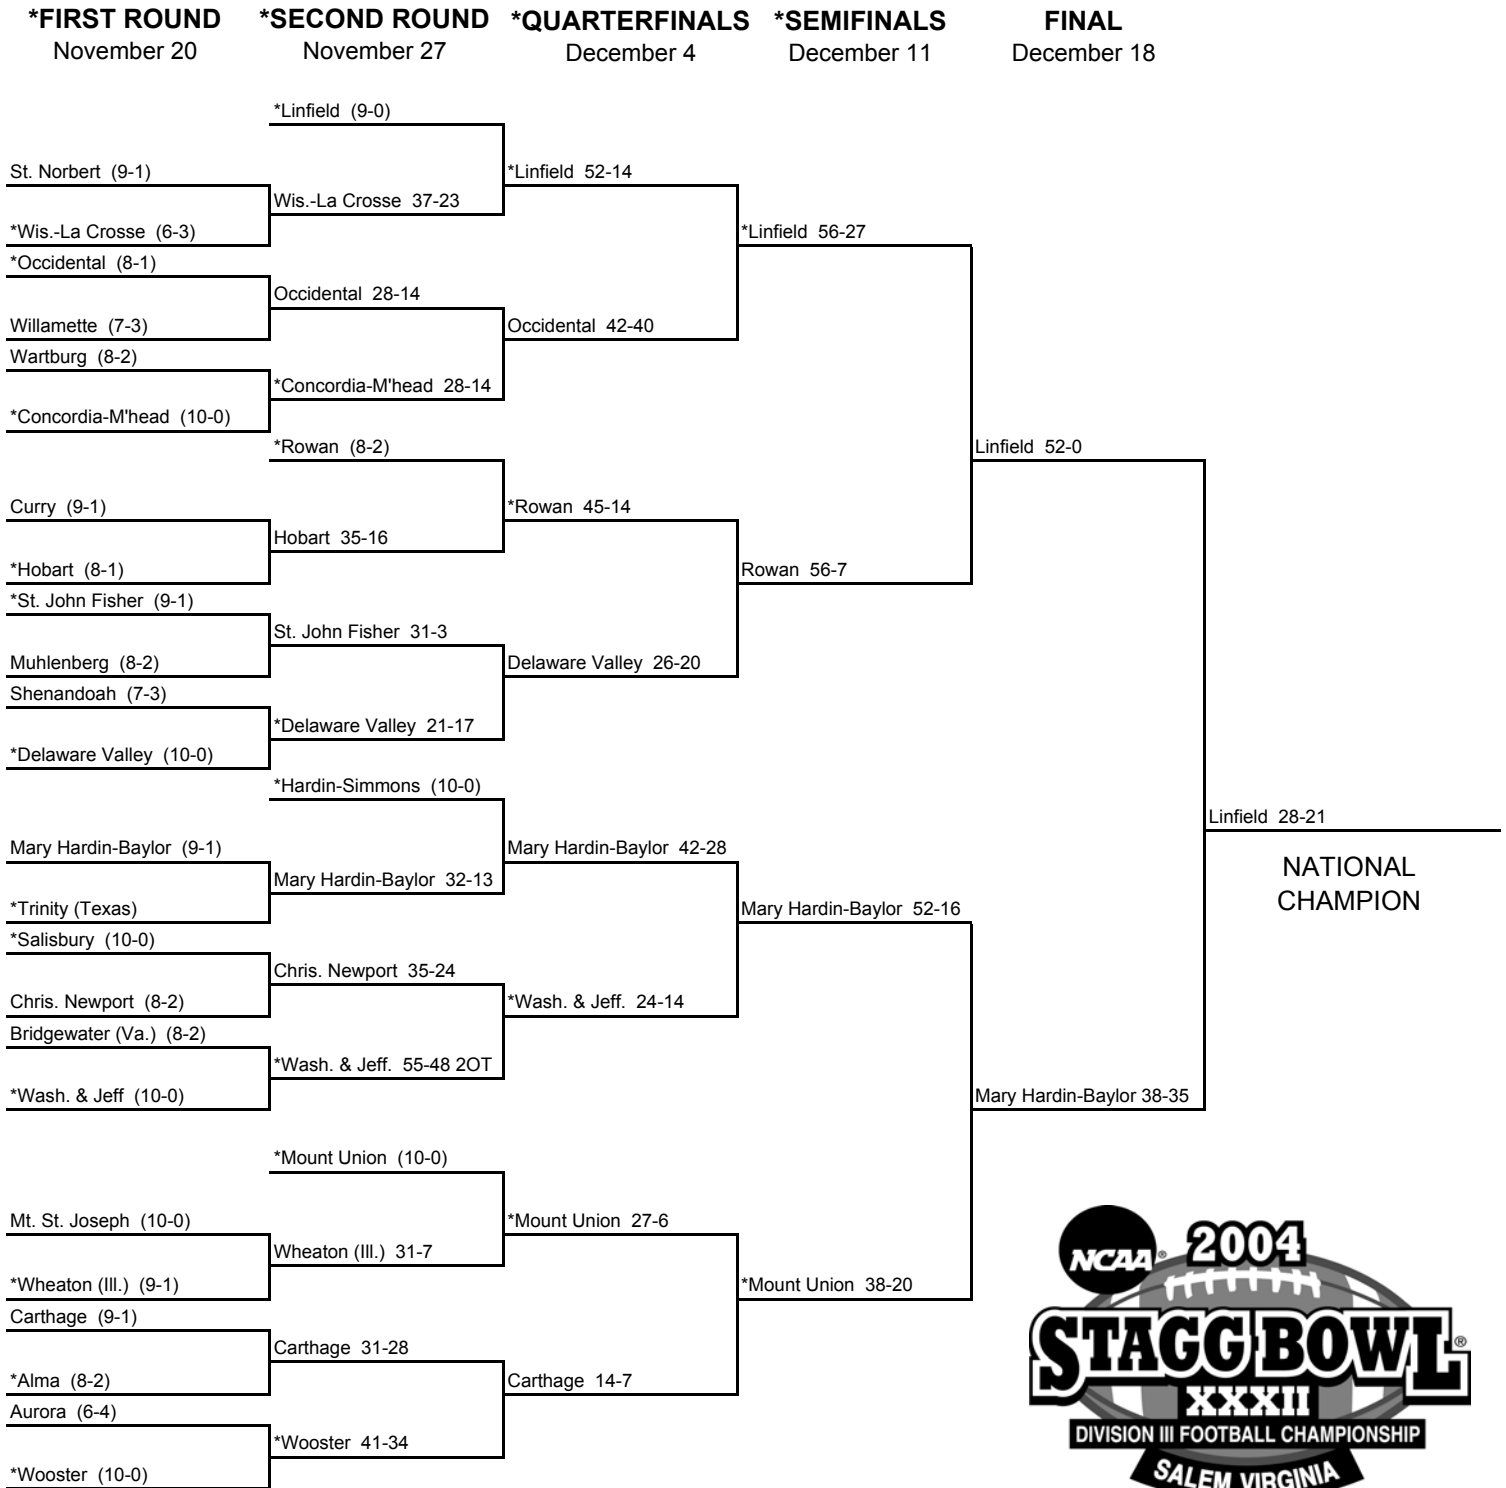 *FIRST ROUND
November 20
*SECOND ROUND
November 27
*QUARTERFINALS
December 4
*SEMIFINALS
December 11
FINAL
December 18
St. Norbert (9-1)
*Wis.-La Crosse (6-3)
*Occidental (8-1)
Willamette (7-3)
Wartburg (8-2)
*Concordia-M'head (10-0)
Curry (9-1)
*Hobart (8-1)
*St. John Fisher (9-1)
Muhlenberg (8-2)
Shenandoah (7-3)
*Delaware Valley (10-0)
Mary Hardin-Baylor (9-1)
*Trinity (Texas)
*Salisbury (10-0)
Chris. Newport (8-2)
Bridgewater (Va.) (8-2)
*Wash. & Jeff (10-0)
Mt. St. Joseph (10-0)
*Wheaton (Ill.) (9-1)
Carthage (9-1)
*Alma (8-2)
Aurora (6-4)
*Wooster (10-0)
*Linfield (9-0)
Wis.-La Crosse 37-23
Occidental 28-14
*Concordia-M'head 28-14
*Rowan (8-2)
Hobart 35-16
St. John Fisher 31-3
*Delaware Valley 21-17
*Hardin-Simmons (10-0)
Mary Hardin-Baylor 32-13
Chris. Newport 35-24
*Wash. & Jeff. 55-48 2OT
*Mount Union (10-0)
Wheaton (Ill.) 31-7
Carthage 31-28
*Wooster 41-34
*Linfield 52-14
Occidental 42-40
*Rowan 45-14
Delaware Valley 26-20
Mary Hardin-Baylor 42-28
*Wash. & Jeff. 24-14
*Mount Union 27-6
Carthage 14-7
*Linfield 56-27
Rowan 56-7
Mary Hardin-Baylor 52-16
*Mount Union 38-20
Linfield 52-0
Mary Hardin-Baylor 38-35
Linfield 28-21
NATIONAL
CHAMPION
NCAA ®
2004
STAGG BOWL ®
XXXII
DIVISION III FOOTBALL CHAMPIONSHIP
SALEM VIRGINIA